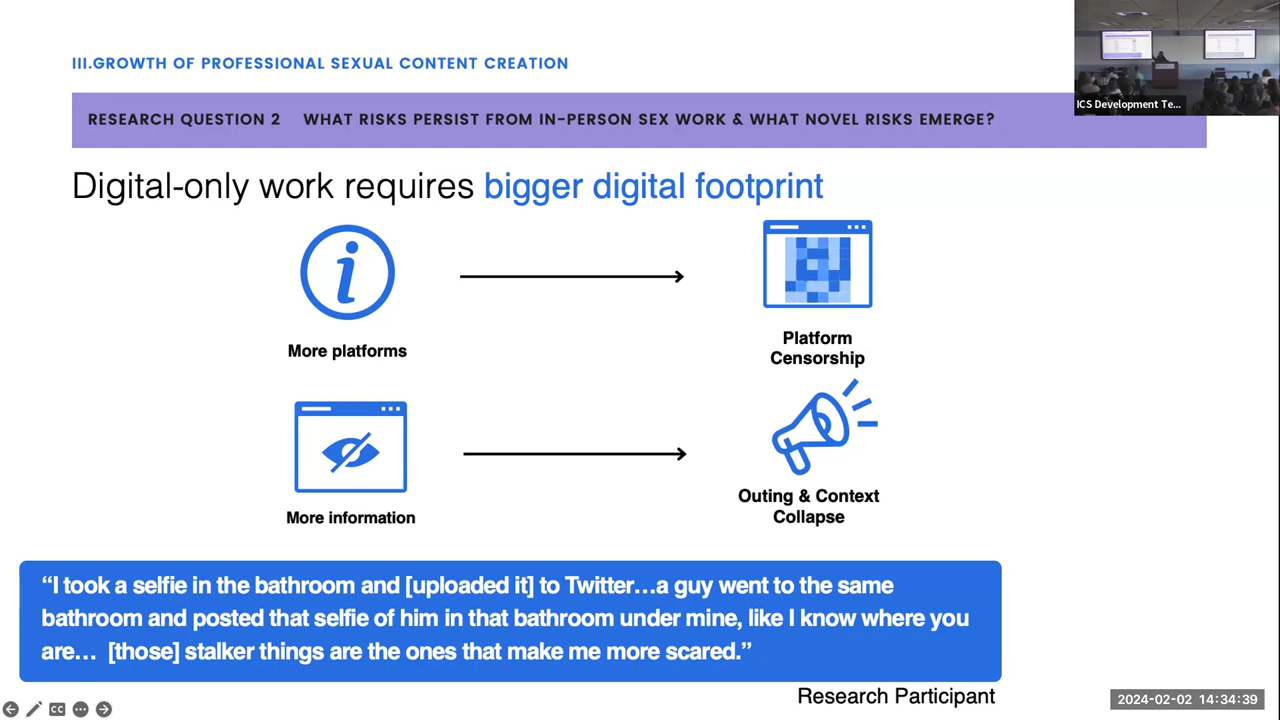 III.GROWTH OF PROFESSIONAL SEXUAL CONTENT CREATION
ICS Development Te...
RESEARCH QUESTION 2 WHAT RISKS PERSIST FROM IN-PERSON SEX WORK & WHAT NOVEL RISKS EMERGE?
Digital-only work requires bigger digital footprint
i
More platforms
Platform
Censorship
More information
Outing & Context
Collapse
“I took a selfie in the bathroom and [uploaded it] to Twitter…a guy went to the same
bathroom and posted that selfie of him in that bathroom under mine, like I know where you
are… [those] stalker things are the ones that make me more scared.”
Research Participant
CC
2024-02-02 14:34:39